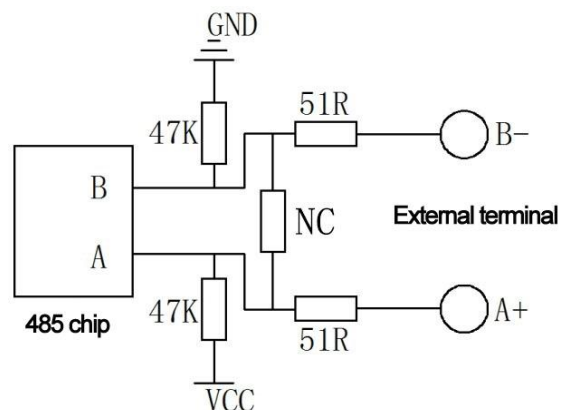 GND
51R
47K
B-
B
NC
External terminal
A
47K
A+
485 chip
51R
VCC